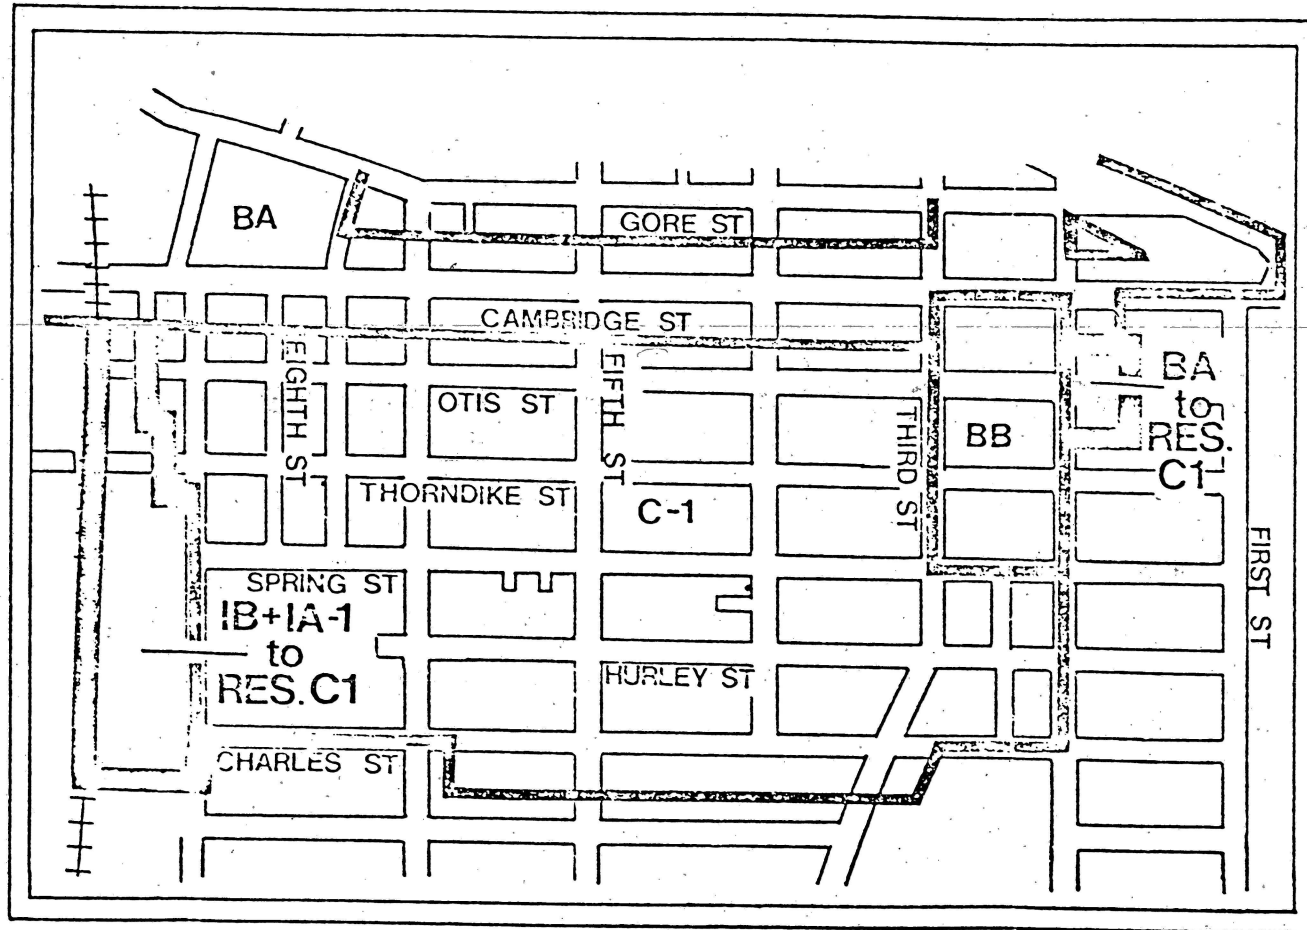 BA
GORE ST
CAMBRIDGE ST
EIGHTH ST
FIFTH ST
OTIS ST
THIRD ST
BB
BA
to
RES.
C1
THORNDIKE ST
C-1
FIRST ST
SPRING ST
IB+IA-1
to
RES. C1
HURLEY ST
CHARLES ST